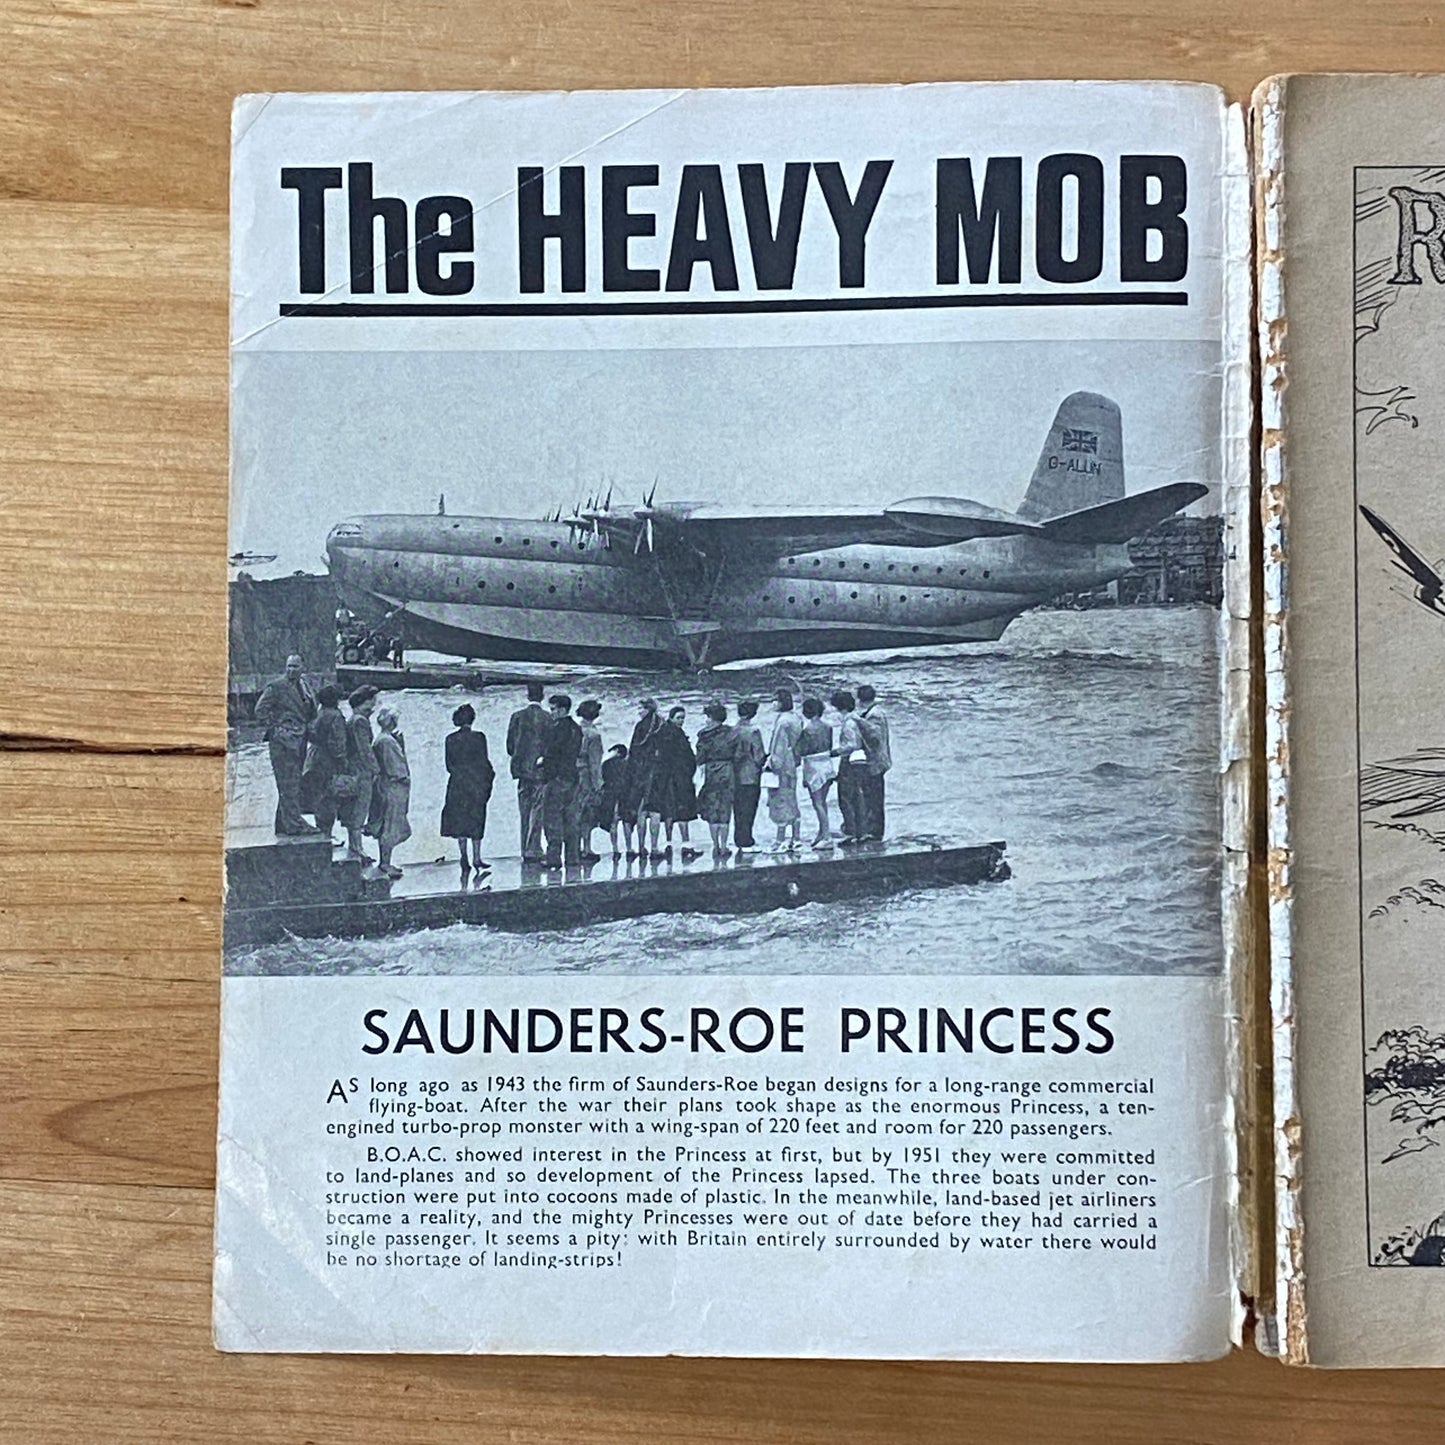 The HEAVY MOB
G-ALUN
SAUNDERS-ROE PRINCESS
AS long ago as 1943 the firm of Saunders-Roe began designs for a long-range commercial
flying-boat. After the war their plans took shape as the enormous Princess, a ten-
engined turbo-prop monster with a wing-span of 220 feet and room for 220 passengers.
B.O.A.C. showed interest in the Princess at first, but by 1951 they were committed
to land-planes and so development of the Princess lapsed. The three boats under con-
struction were put into cocoons made of plastic. In the meanwhile, land-based jet airliners
became a reality, and the mighty Princesses were out of date before they had carried a
single passenger. It seems a pity: with Britain entirely surrounded by water there would
be no shortage of landing-strips!
R